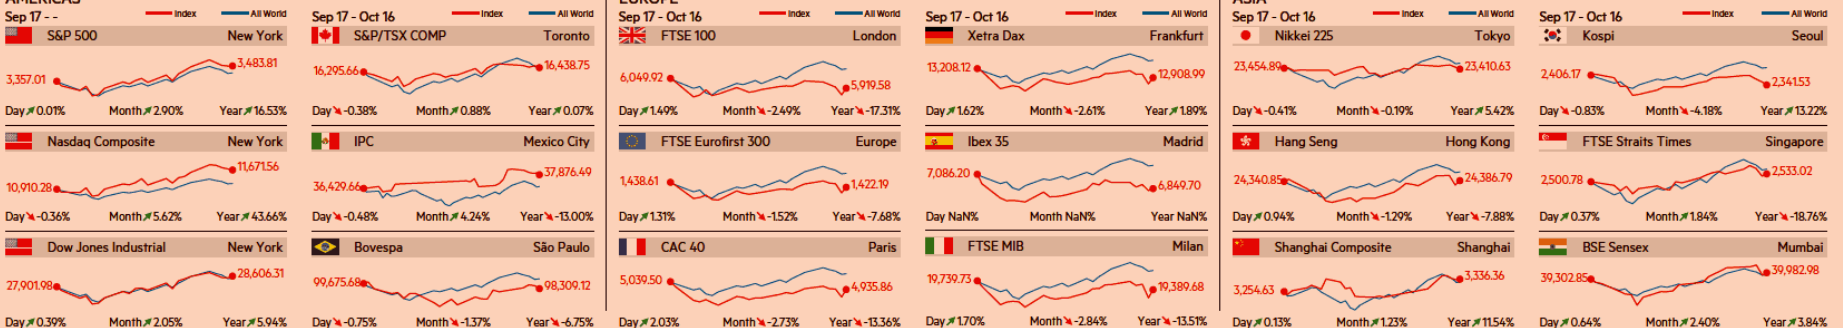 AMERICAS
Sep 17 - -
Index
All World
S&P 500
New York
3,357.01
3,483.81
Day 0.01%
Month 2.90%
Year 16.53%
Nasdaq Composite
New York
10,910.28
11,671.56
Day -0.36%
Month 5.62%
Year 43.66%
Dow Jones Industrial
New York
27,901.98
28,606.31
Day 0.39%
Month 2.05%
Year 5.94%
Sep 17 - Oct 16
Index
All World
S&P/TSX COMP
Toronto
16,295.66
16,438.75
Day -0.38%
Month 0.88%
Year 0.07%
IPC
Mexico City
36,429.66
37,876.49
Day -0.48%
Month 4.24%
Year -13.00%
Bovespa
São Paulo
99,675.68
98,309.12
Day -0.75%
Month -1.37%
Year -6.75%
EUROPE
Sep 17 - Oct 16
Index
All World
FTSE 100
London
6,049.92
5,919.58
Day 1.49%
Month -2.49%
Year -17.31%
FTSE Eurofirst 300
Europe
1,438.61
1,422.19
Day 1.31%
Month -1.52%
Year -7.68%
CAC 40
Paris
5,039.50
4,935.86
Day 2.03%
Month -2.73%
Year -13.36%
Sep 17 - Oct 16
Index
All World
Xetra Dax
Frankfurt
13,208.12
12,908.99
Day 1.62%
Month -2.61%
Year 1.89%
Ibex 35
Madrid
7,086.20
6,849.70
Day NaN%
Month NaN%
Year NaN%
FTSE MIB
Milan
19,739.73
19,389.68
Day 1.70%
Month -2.84%
Year -13.51%
ASIA
Sep 17 - Oct 16
Index
All World
Nikkei 225
Tokyo
23,454.89
23,410.63
Day -0.41%
Month -0.19%
Year 5.42%
Hang Seng
Hong Kong
24,340.85
24,386.79
Day 0.94%
Month -1.29%
Year -7.88%
Shanghai Composite
Shanghai
3,254.63
3,336.36
Day 0.13%
Month 1.23%
Year 11.54%
Sep 17 - Oct 16
Index
All World
Kospi
Seoul
2,406.17
2,341.53
Day -0.83%
Month -4.18%
Year 13.22%
FTSE Straits Times
Singapore
2,500.78
2,533.02
Day 0.37%
Month 1.84%
Year -18.76%
BSE Sensex
Mumbai
39,302.85
39,982.98
Day 0.64%
Month 2.40%
Year 3.84%